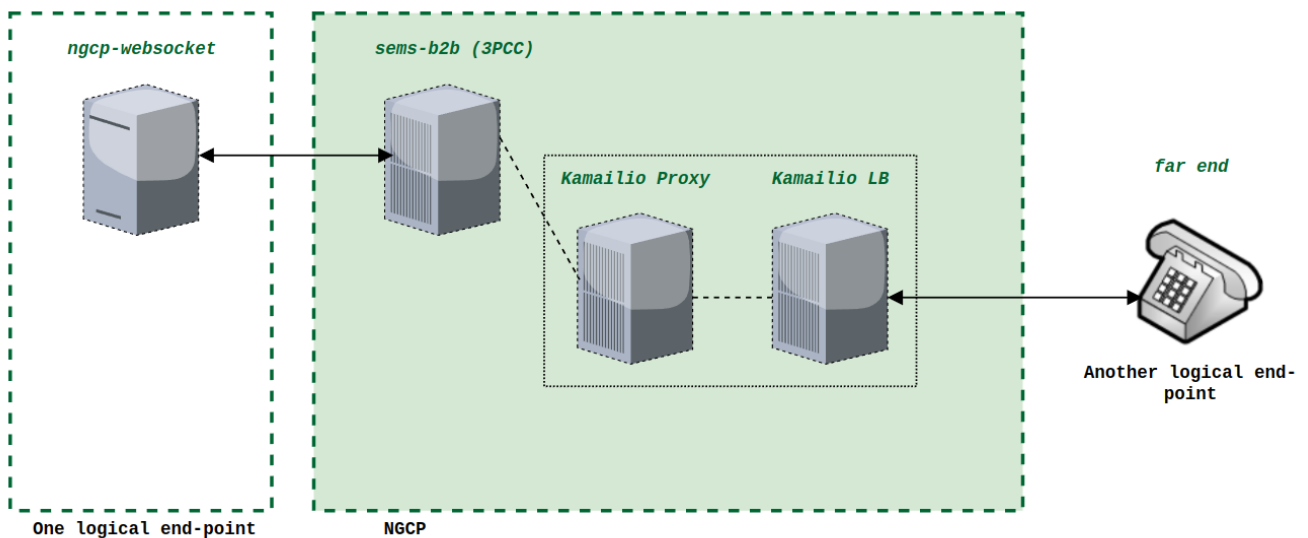 ngcp-websocket
sems-b2b (3PCC)
Kamailio Proxy
Kamailio LB
far end
Another logical end-
point
One logical end-point
NGCP